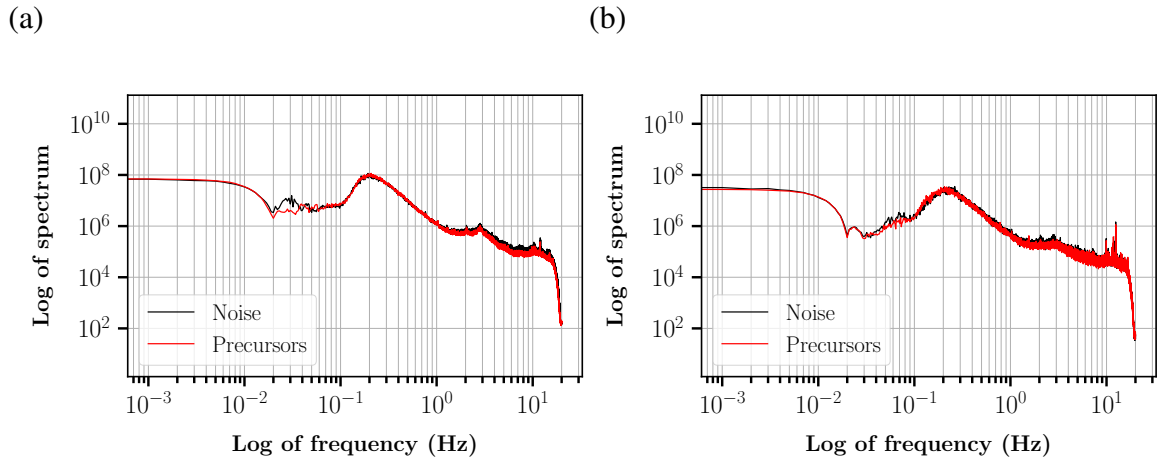 (a)
(b)
Log of spectrum
10^10
10^8
10^6
10^4
10^2
Noise
Precursors
10^−3
10^−2
10^−1
10^0
10^1
Log of frequency (Hz)
Log of spectrum
10^10
10^8
10^6
10^4
10^2
Noise
Precursors
10^−3
10^−2
10^−1
10^0
10^1
Log of frequency (Hz)